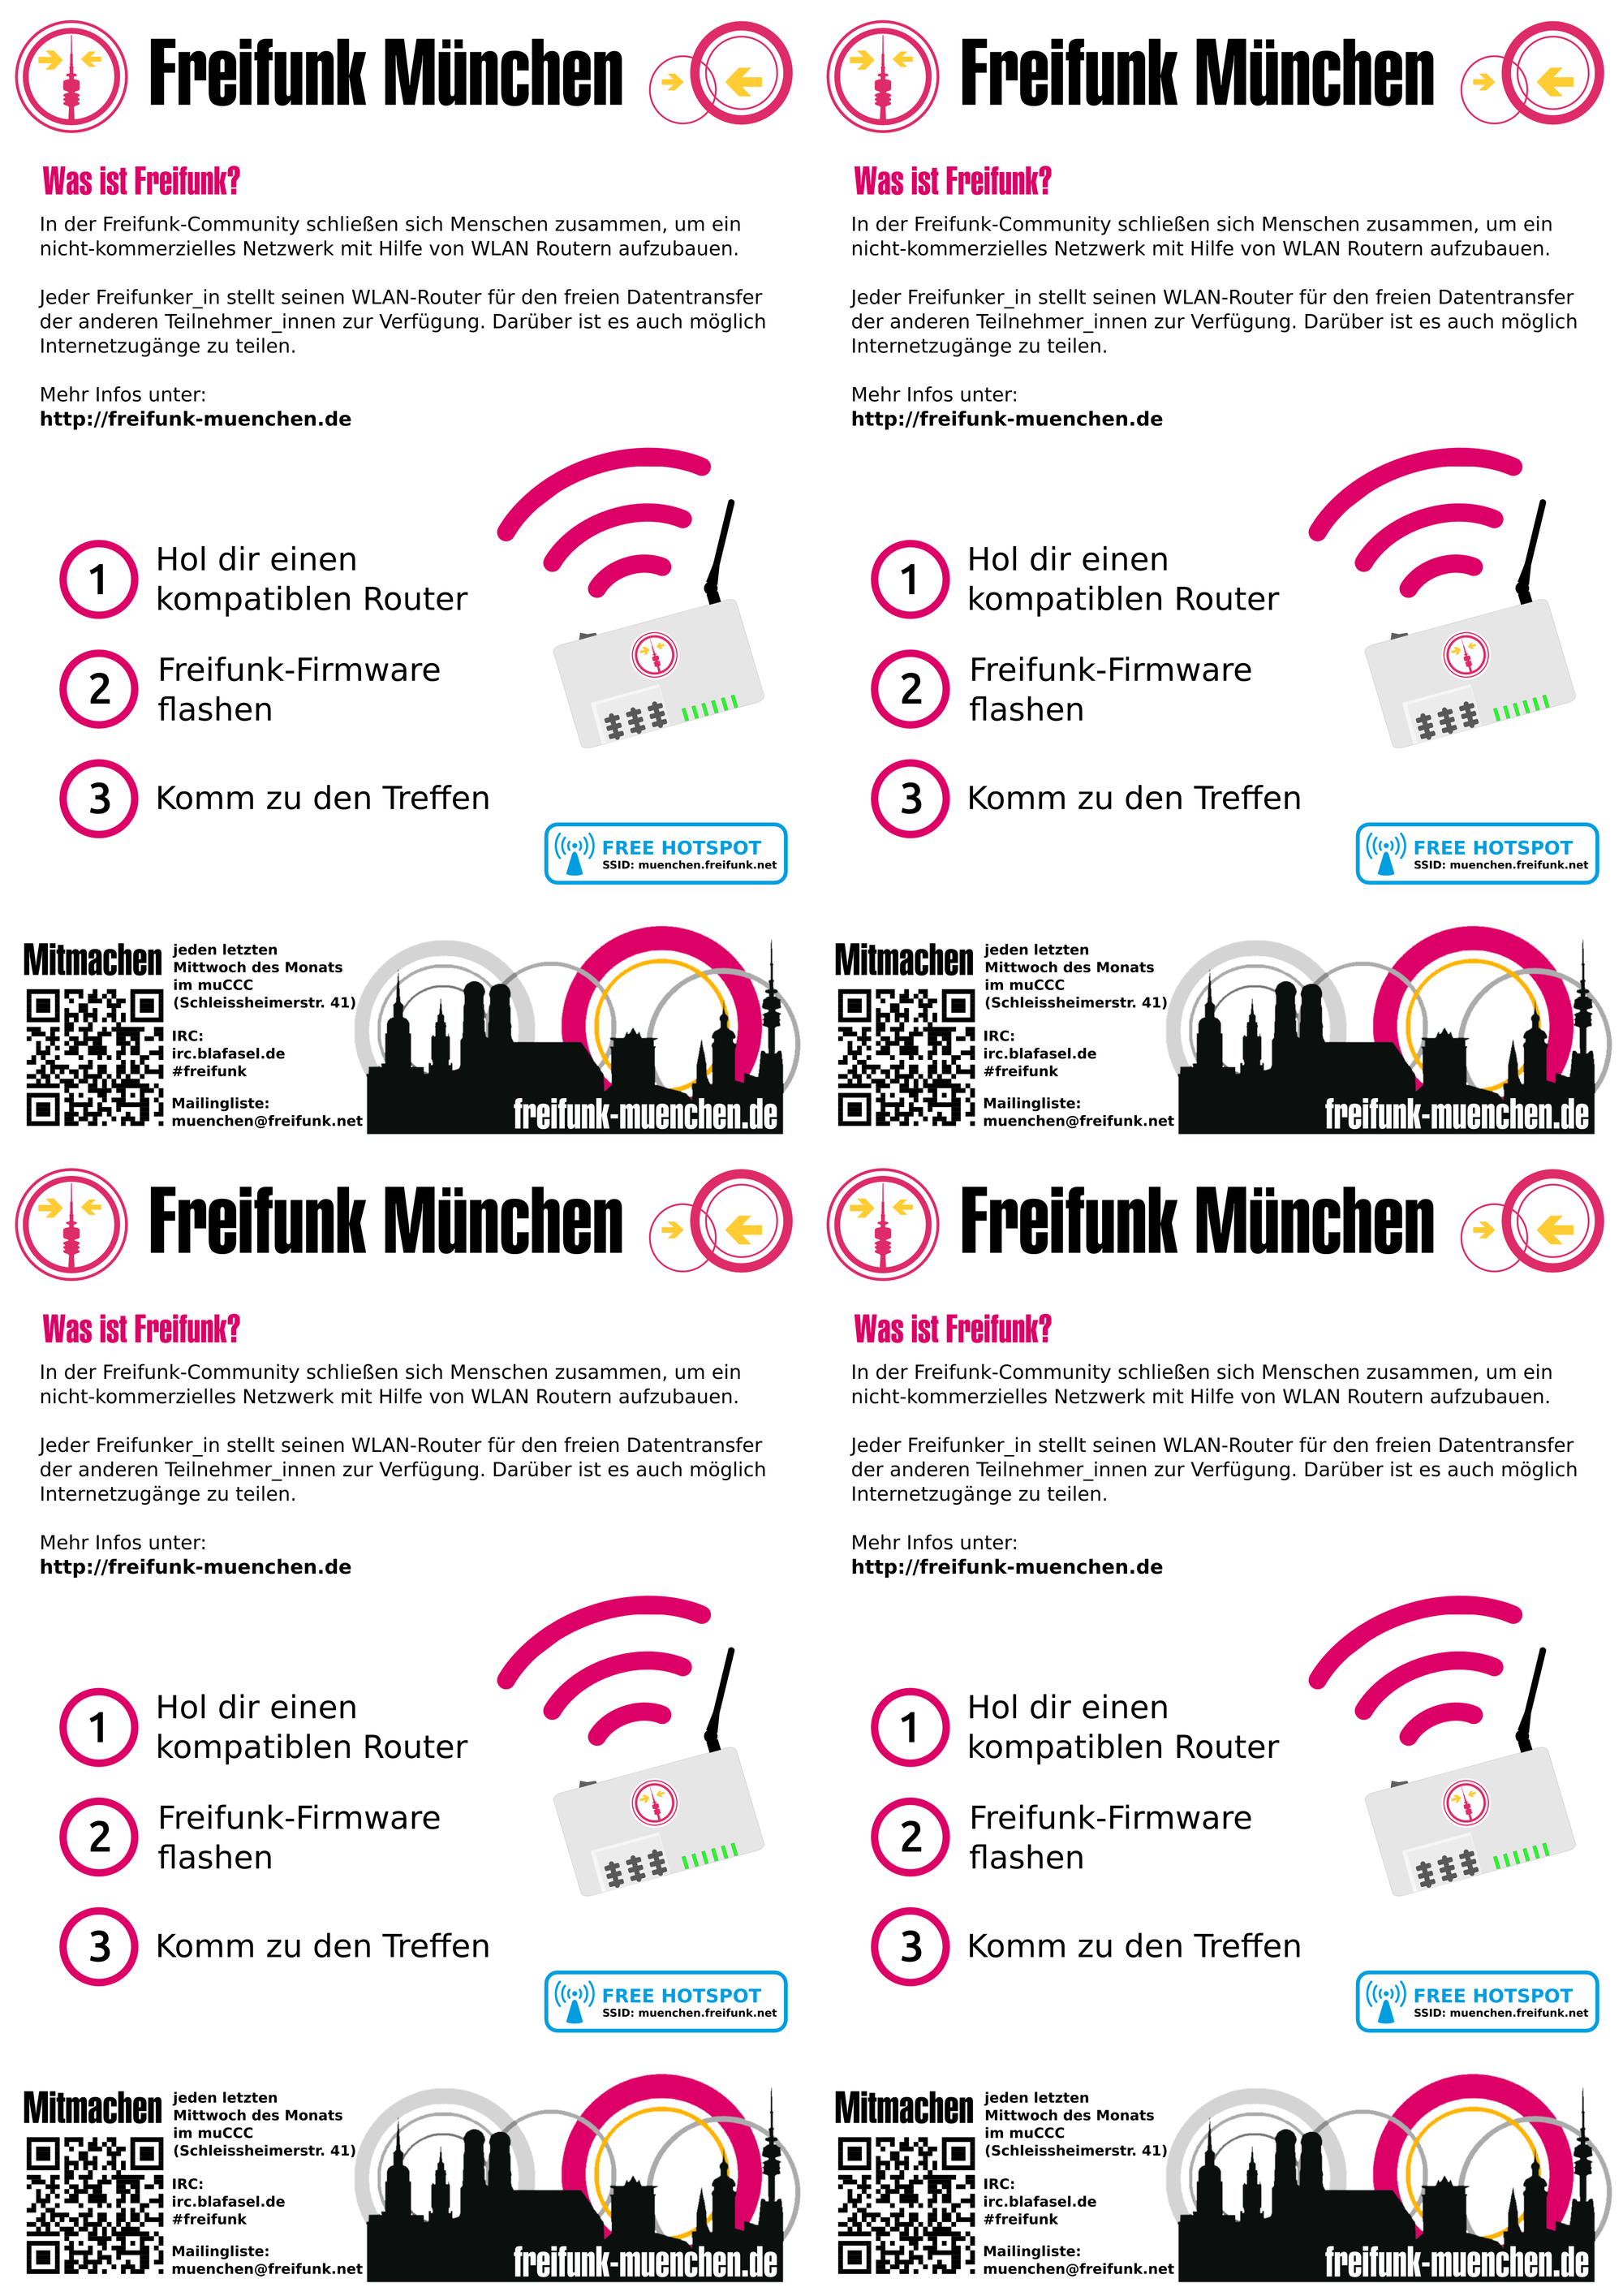 Freifunk München
Was ist Freifunk?
In der Freifunk-Community schließen sich Menschen zusammen, um ein
nicht-kommerzielles Netzwerk mit Hilfe von WLAN Routern aufzubauen.
Jeder Freifunker_in stellt seinen WLAN-Router für den freien Datentransfer
der anderen Teilnehmer_innen zur Verfügung. Darüber ist es auch möglich
Internetzugänge zu teilen.
Mehr Infos unter:
http://freifunk-muenchen.de
1
Hol dir einen
kompatiblen Router
2
Freifunk-Firmware
flashen
3
Komm zu den Treffen
FREE HOTSPOT
SSID: muenchen.freifunk.net
Mitmachen
jeden letzten
Mittwoch des Monats
im muCCC
(Schleissheimerstr. 41)
IRC:
irc.blafasel.de
#freifunk
Mailingliste:
muenchen@freifunk.net
freifunk-muenchen.de
Freifunk München
Was ist Freifunk?
In der Freifunk-Community schließen sich Menschen zusammen, um ein
nicht-kommerzielles Netzwerk mit Hilfe von WLAN Routern aufzubauen.
Jeder Freifunker_in stellt seinen WLAN-Router für den freien Datentransfer
der anderen Teilnehmer_innen zur Verfügung. Darüber ist es auch möglich
Internetzugänge zu teilen.
Mehr Infos unter:
http://freifunk-muenchen.de
1
Hol dir einen
kompatiblen Router
2
Freifunk-Firmware
flashen
3
Komm zu den Treffen
FREE HOTSPOT
SSID: muenchen.freifunk.net
Mitmachen
jeden letzten
Mittwoch des Monats
im muCCC
(Schleissheimerstr. 41)
IRC:
irc.blafasel.de
#freifunk
Mailingliste:
muenchen@freifunk.net
freifunk-muenchen.de
Freifunk München
Was ist Freifunk?
In der Freifunk-Community schließen sich Menschen zusammen, um ein
nicht-kommerzielles Netzwerk mit Hilfe von WLAN Routern aufzubauen.
Jeder Freifunker_in stellt seinen WLAN-Router für den freien Datentransfer
der anderen Teilnehmer_innen zur Verfügung. Darüber ist es auch möglich
Internetzugänge zu teilen.
Mehr Infos unter:
http://freifunk-muenchen.de
1
Hol dir einen
kompatiblen Router
2
Freifunk-Firmware
flashen
3
Komm zu den Treffen
FREE HOTSPOT
SSID: muenchen.freifunk.net
Mitmachen
jeden letzten
Mittwoch des Monats
im muCCC
(Schleissheimerstr. 41)
IRC:
irc.blafasel.de
#freifunk
Mailingliste:
muenchen@freifunk.net
freifunk-muenchen.de
Freifunk München
Was ist Freifunk?
In der Freifunk-Community schließen sich Menschen zusammen, um ein
nicht-kommerzielles Netzwerk mit Hilfe von WLAN Routern aufzubauen.
Jeder Freifunker_in stellt seinen WLAN-Router für den freien Datentransfer
der anderen Teilnehmer_innen zur Verfügung. Darüber ist es auch möglich
Internetzugänge zu teilen.
Mehr Infos unter:
http://freifunk-muenchen.de
1
Hol dir einen
kompatiblen Router
2
Freifunk-Firmware
flashen
3
Komm zu den Treffen
FREE HOTSPOT
SSID: muenchen.freifunk.net
Mitmachen
jeden letzten
Mittwoch des Monats
im muCCC
(Schleissheimerstr. 41)
IRC:
irc.blafasel.de
#freifunk
Mailingliste:
muenchen@freifunk.net
freifunk-muenchen.de